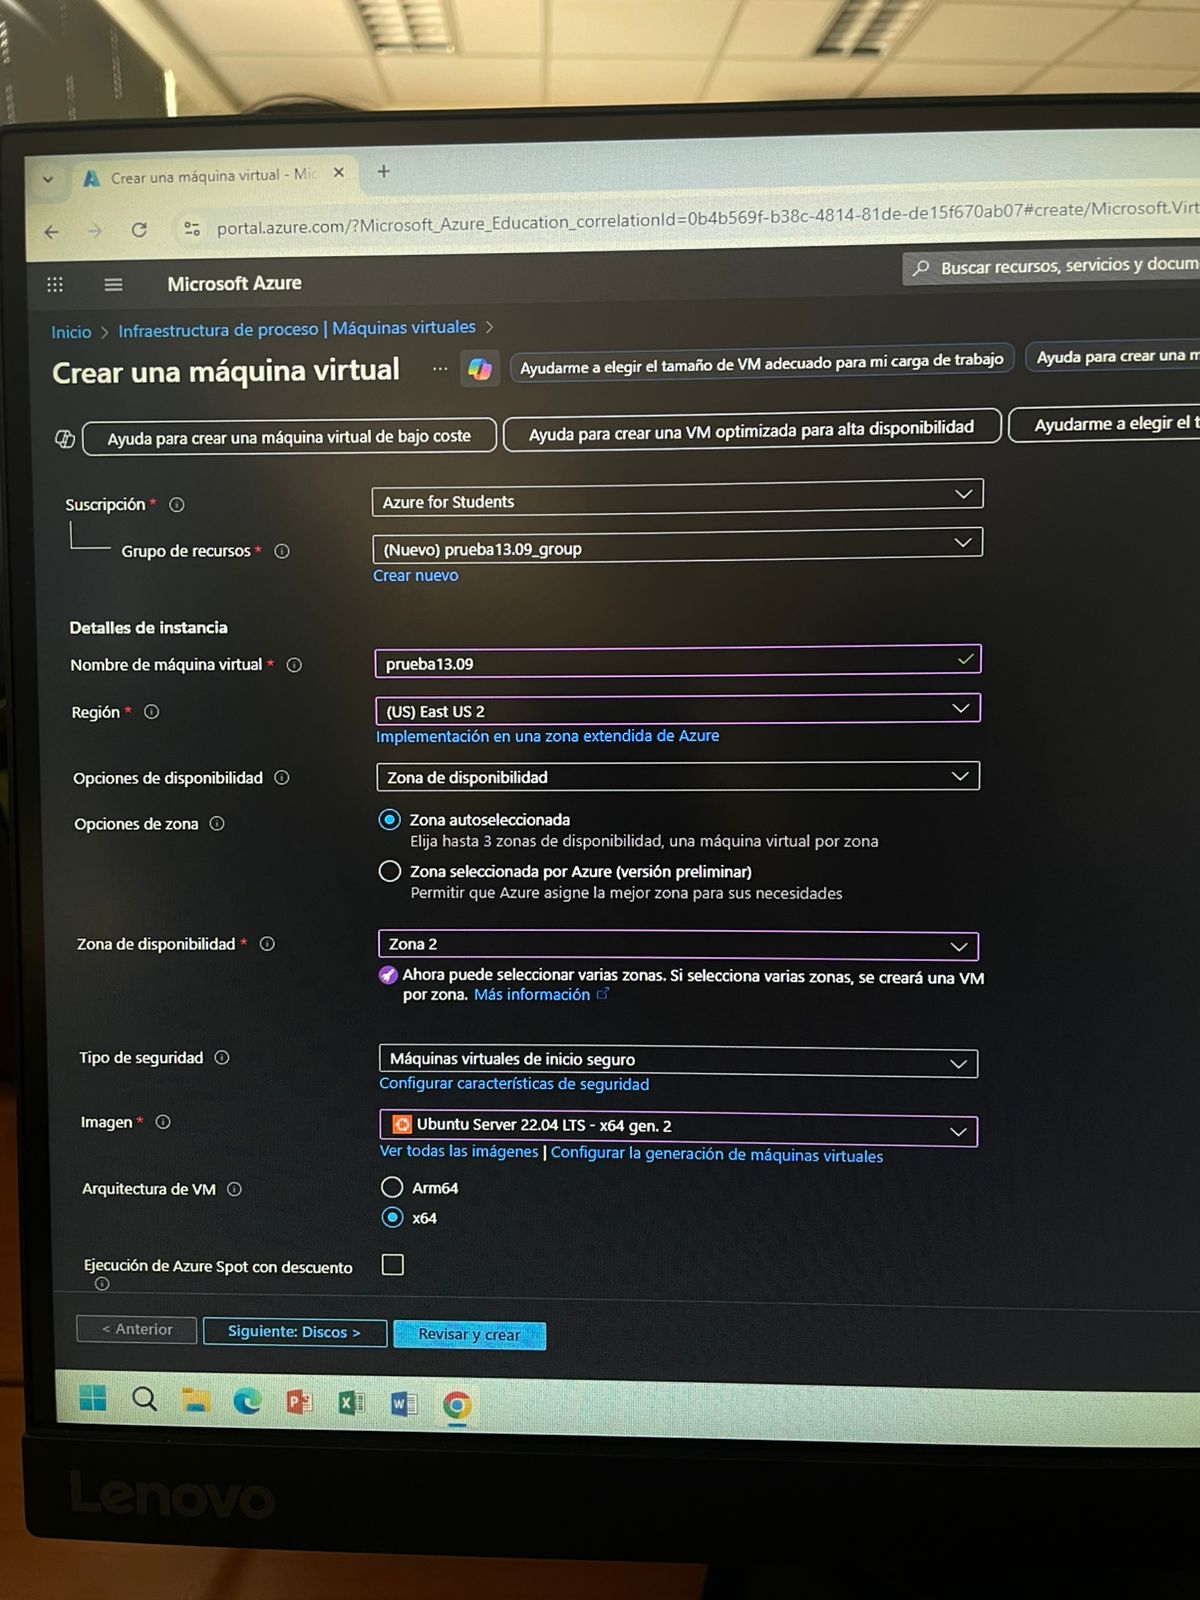 Crear una máquina virtual - Mic
portal.azure.com/?Microsoft_Azure_Education_correlationId=0b4b569f-b38c-4814-81de-de15f670ab07#create/Microsoft.Virt
Microsoft Azure
Buscar recursos, servicios y docum
Inicio > Infraestructura de proceso | Máquinas virtuales >
Crear una máquina virtual ... Ayudarme a elegir el tamaño de VM adecuado para mi carga de trabajo Ayuda para crear una m
Ayuda para crear una máquina virtual de bajo coste Ayuda para crear una VM optimizada para alta disponibilidad Ayudarme a elegir el t
Suscripción * Azure for Students
Grupo de recursos * (Nuevo) prueba13.09_group
Crear nuevo
Detalles de instancia
Nombre de máquina virtual * prueba13.09
Región * (US) East US 2
Implementación en una zona extendida de Azure
Opciones de disponibilidad Zona de disponibilidad
Opciones de zona Zona autoseleccionada
Elija hasta 3 zonas de disponibilidad, una máquina virtual por zona
Zona seleccionada por Azure (versión preliminar)
Permitir que Azure asigne la mejor zona para sus necesidades
Zona de disponibilidad * Zona 2
Ahora puede seleccionar varias zonas. Si selecciona varias zonas, se creará una VM
por zona. Más información
Tipo de seguridad Máquinas virtuales de inicio seguro
Configurar características de seguridad
Imagen * Ubuntu Server 22.04 LTS - x64 gen. 2
Ver todas las imágenes | Configurar la generación de máquinas virtuales
Arquitectura de VM Arm64
x64
Ejecución de Azure Spot con descuento
< Anterior Siguiente: Discos > Revisar y crear
Lenovo